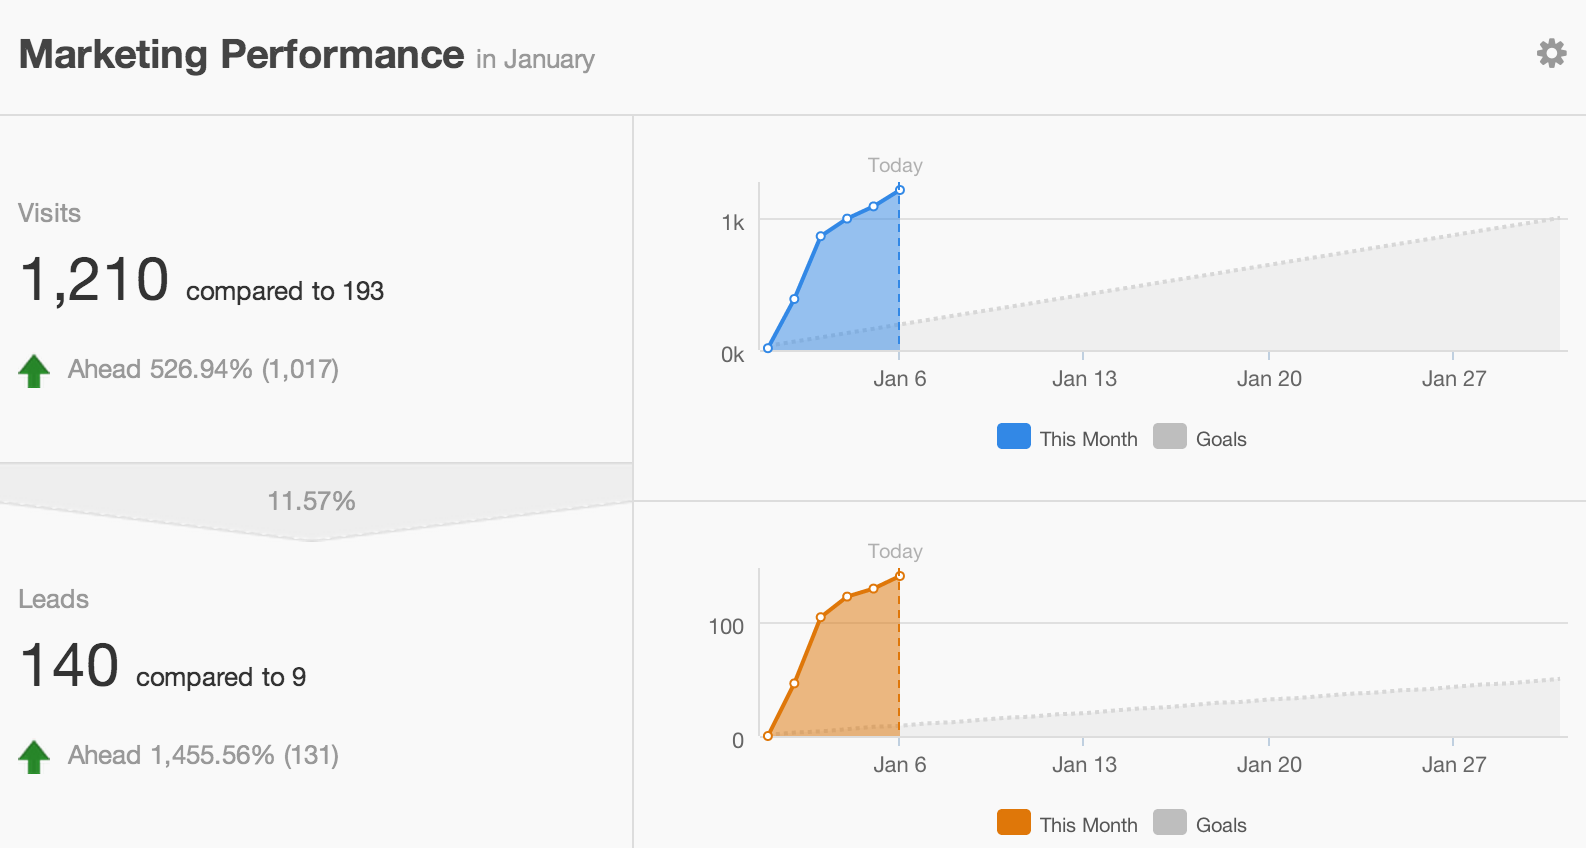 Marketing Performance in January
Visits
1,210 compared to 193
Ahead 526.94% (1,017)
Today
1k
0k
Jan 6 Jan 13 Jan 20 Jan 27
This Month Goals
11.57%
Leads
140 compared to 9
Ahead 1,455.56% (131)
Today
100
0
Jan 6 Jan 13 Jan 20 Jan 27
This Month Goals